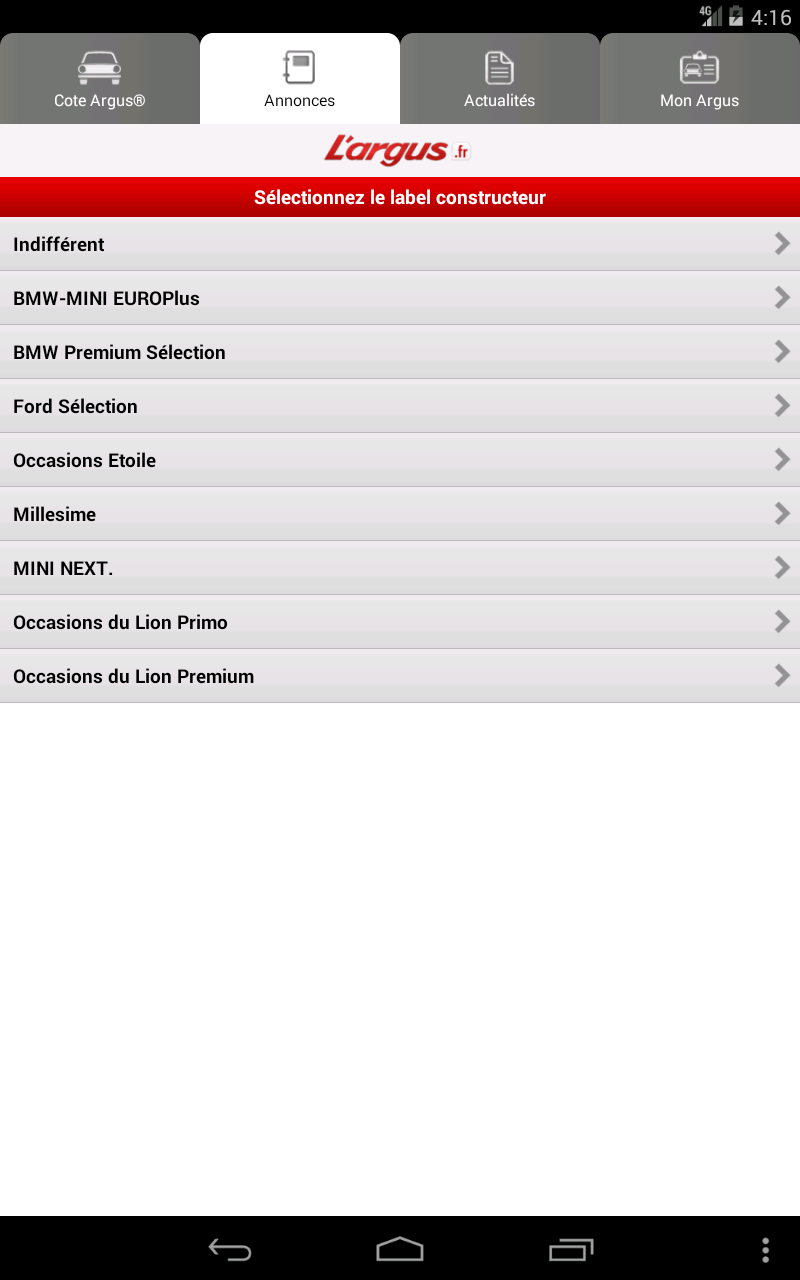 4G 4:16
Cote Argus® Annonces Actualités Mon Argus
L'argus .fr
Sélectionnez le label constructeur
Indifférent
BMW-MINI EUROPlus
BMW Premium Sélection
Ford Sélection
Occasions Etoile
Millesime
MINI NEXT.
Occasions du Lion Primo
Occasions du Lion Premium